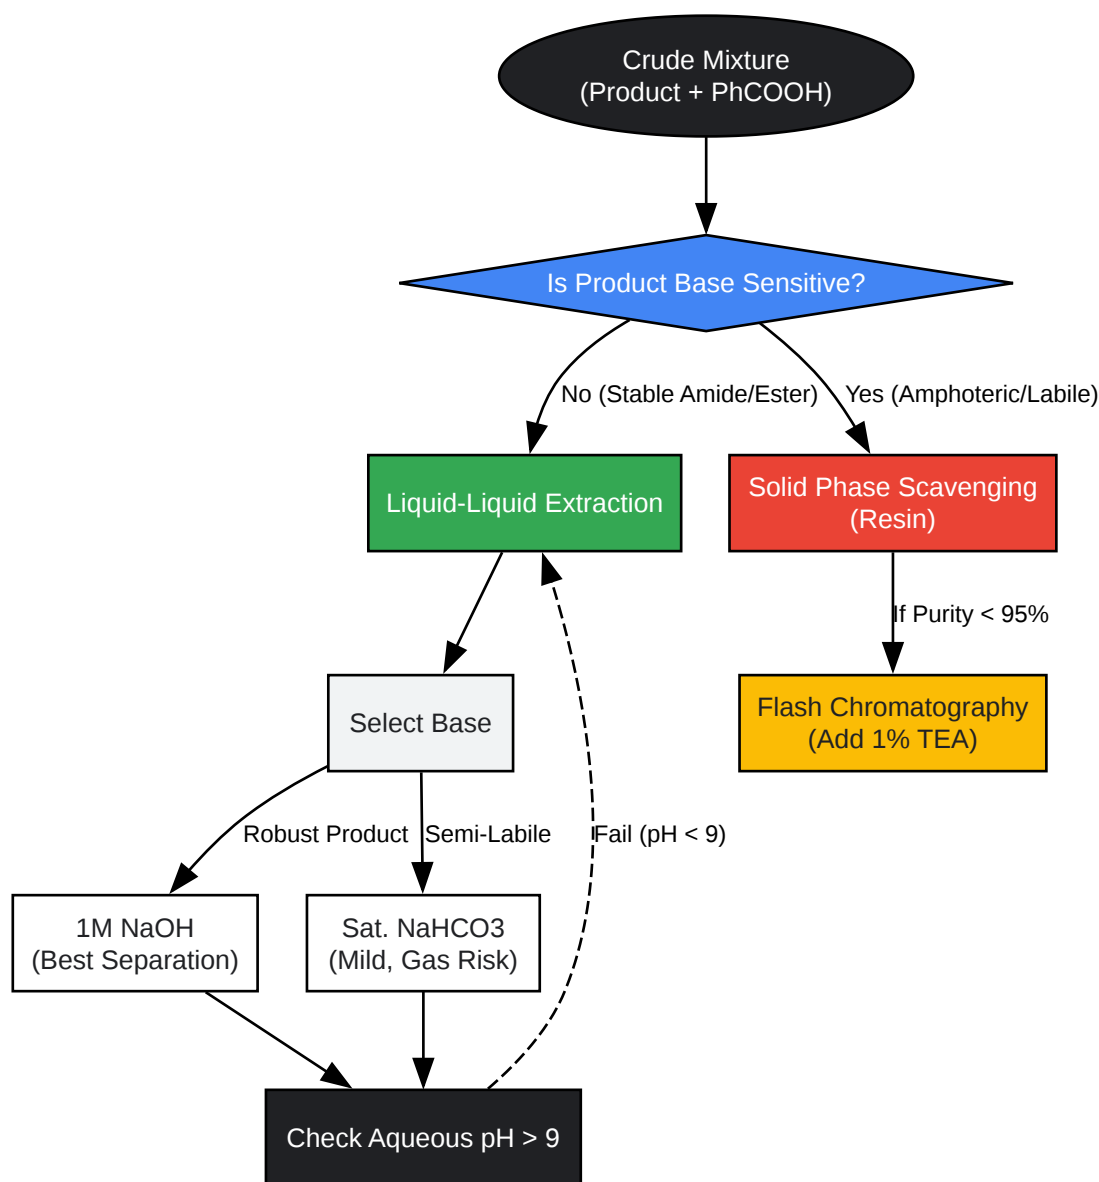 Crude Mixture
(Product + PhCOOH)
Is Product Base Sensitive?
No (Stable Amide/Ester)
Yes (Amphoteric/Labile)
Liquid-Liquid Extraction
Solid Phase Scavenging
(Resin)
If Purity < 95%
Select Base
Flash Chromatography
(Add 1% TEA)
Robust Product
Semi-Labile
Fail (pH < 9)
1M NaOH
(Best Separation)
Sat. NaHCO3
(Mild, Gas Risk)
Check Aqueous pH > 9